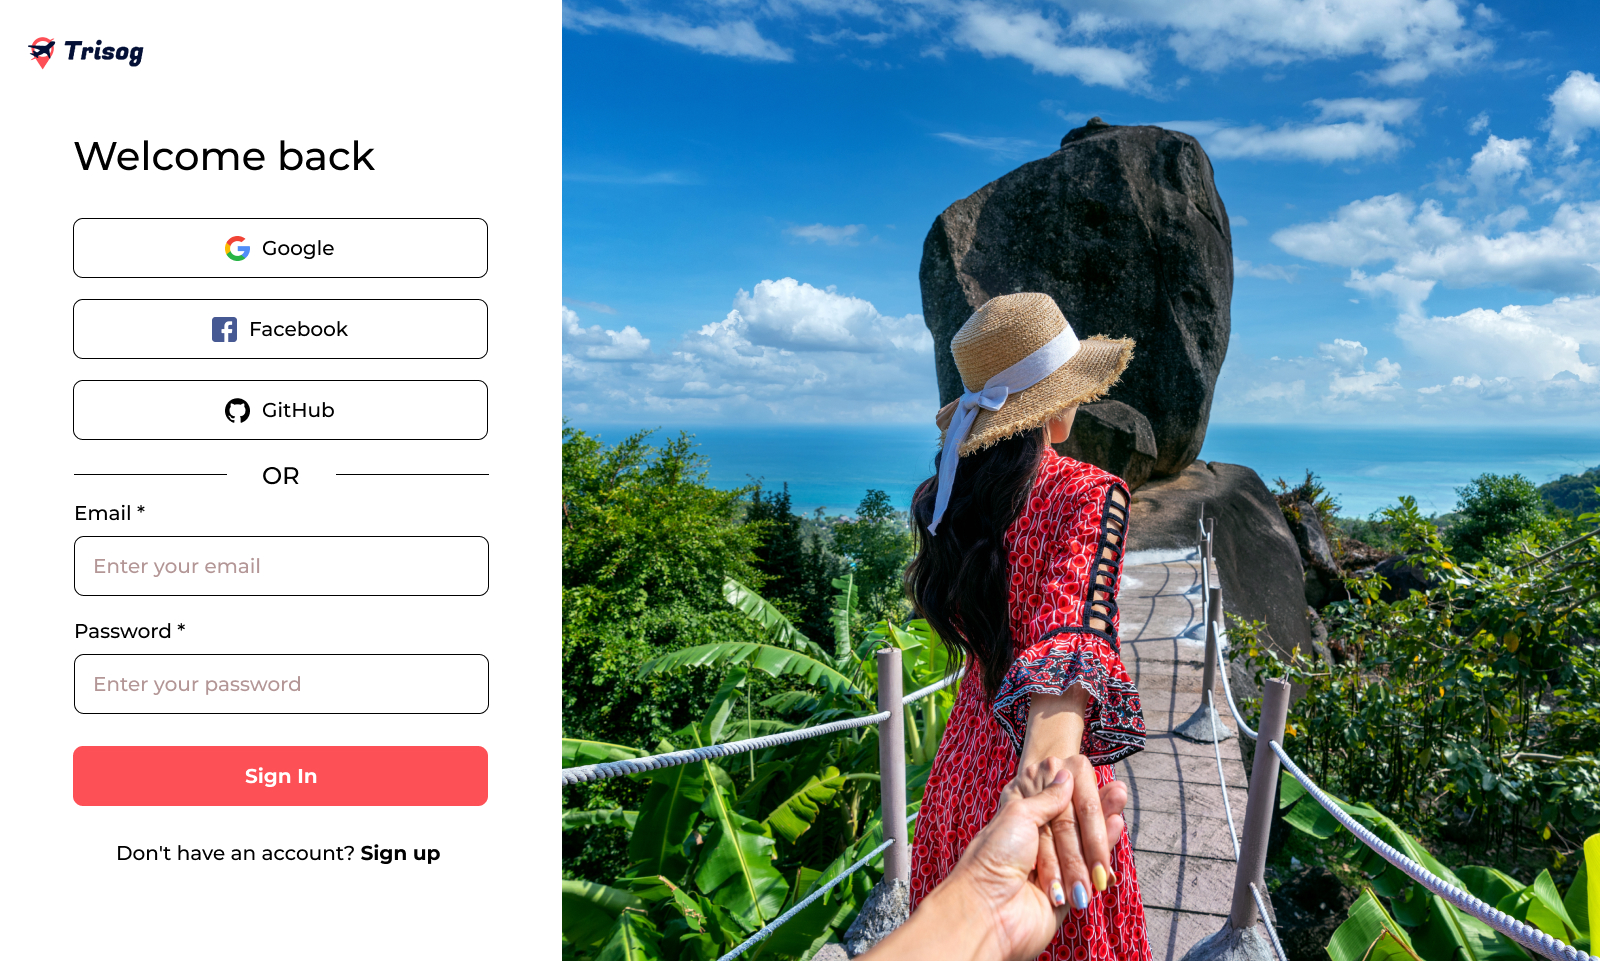 Trisog
Welcome back
Google
Facebook
GitHub
OR
Email *
Enter your email
Password *
Enter your password
Sign In
Don't have an account? Sign up